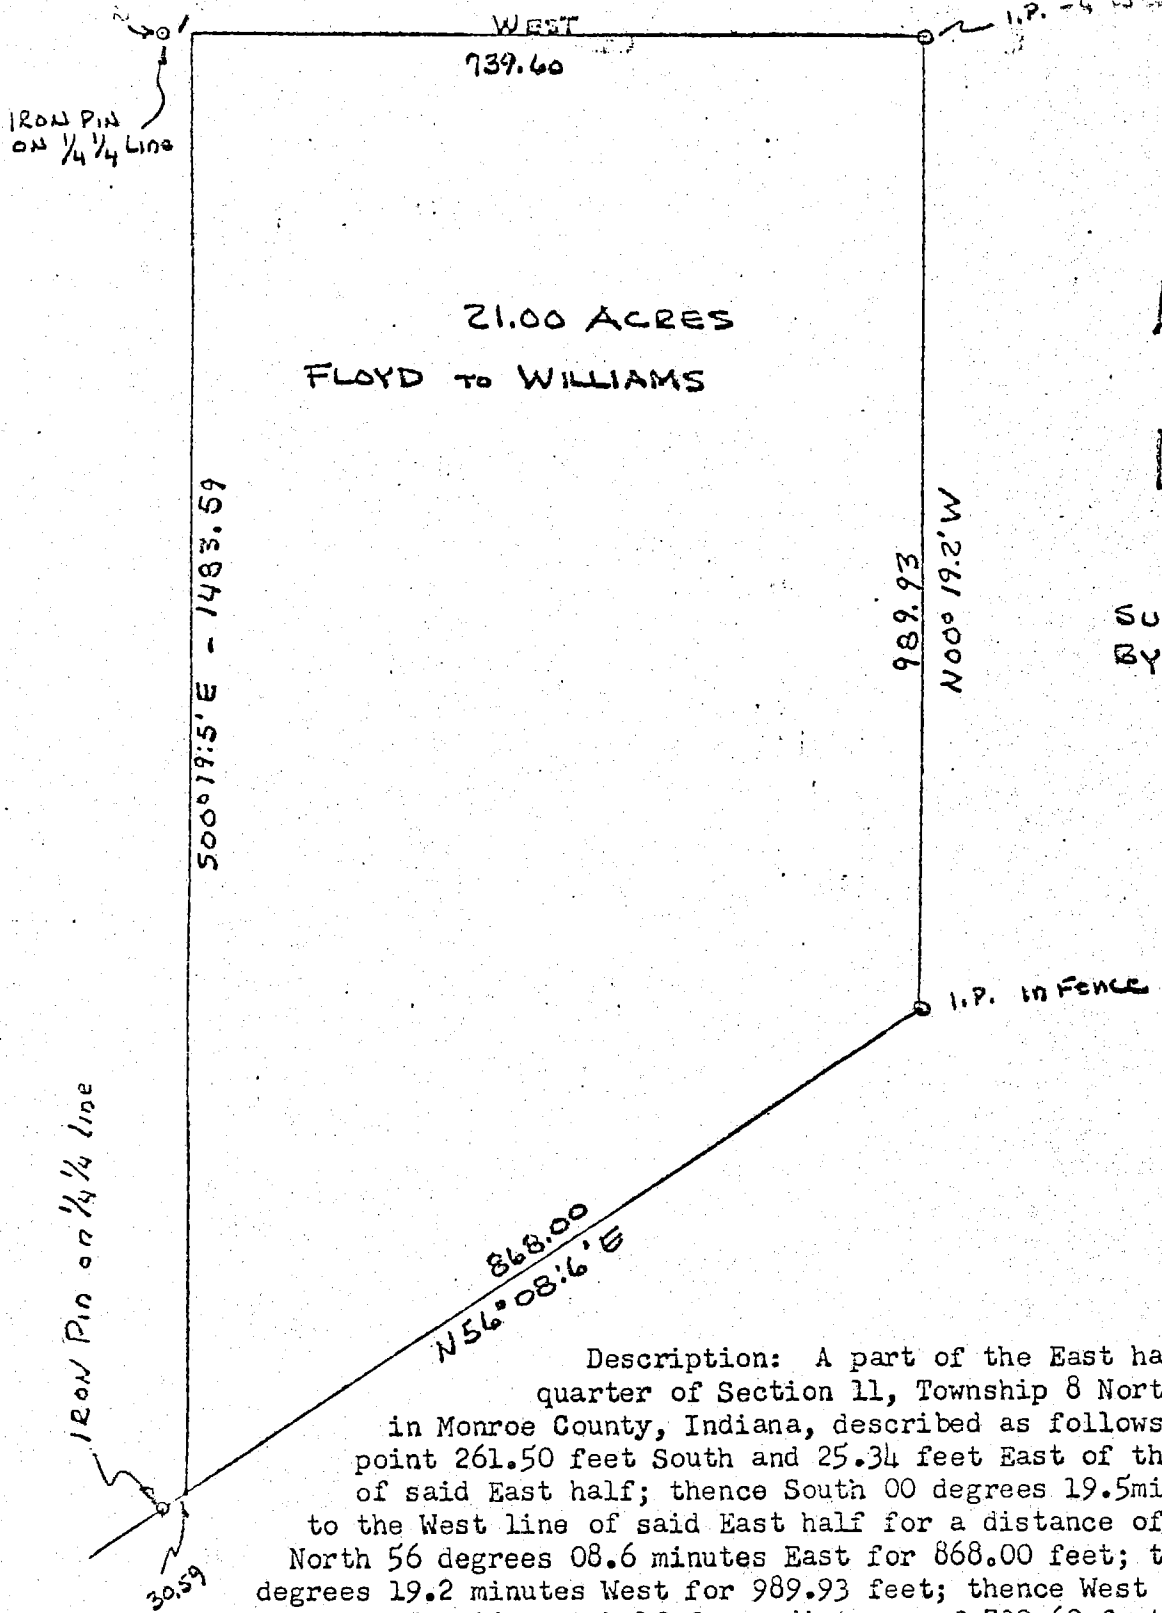 WEST
I.P.
739.60
IRON PIN
ON 1/4 1/4 Line
21.00 ACRES
FLOYD TO WILLIAMS
S00° 19.5' E - 1483.59
989.93
N00° 19.2' W
SU
BY
I.P. in Fence
IRON Pin on 1/4 1/4 line
868.00
N56° 08.6' E
30.59
Description: A part of the East ha
quarter of Section 11, Township 8 Nort
in Monroe County, Indiana, described as follows
point 261.50 feet South and 25.34 feet East of th
of said East half; thence South 00 degrees 19.5mi
to the West line of said East half for a distance of
North 56 degrees 08.6 minutes East for 868.00 feet; t
degrees 19.2 minutes West for 989.93 feet; thence West